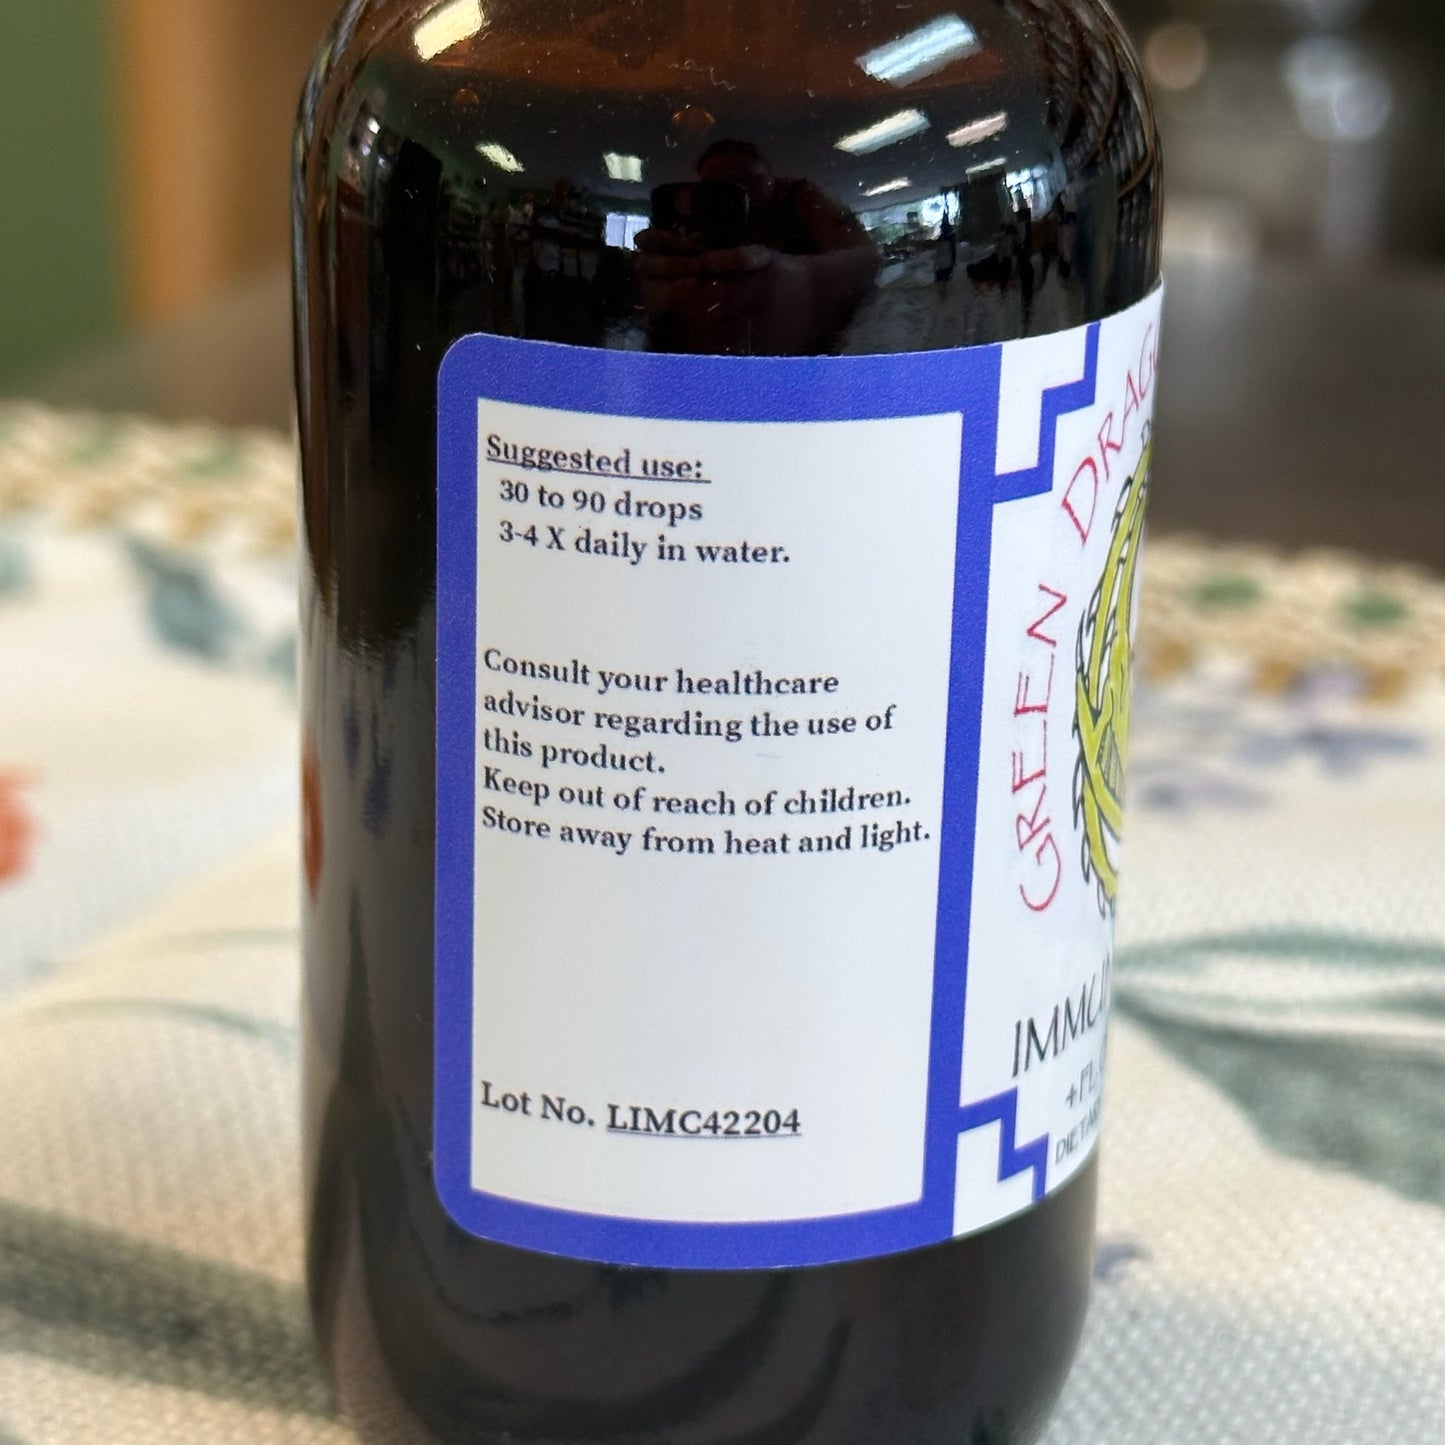 Suggested use:
30 to 90 drops
3-4 X daily in water.
Consult your healthcare
advisor regarding the use of
this product.
Keep out of reach of children.
Store away from heat and light.
Lot No. LIMC42204
GREEN